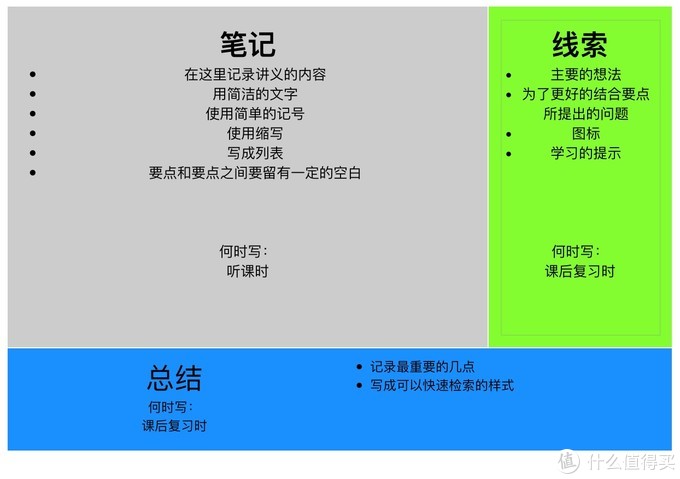 笔记
在这里记录讲义的内容
用简洁的文字
使用简单的记号
使用缩写
写成列表
要点和要点之间要留有一定的空白
何时写：
听课时
线索
主要的想法
为了更好的结合要点
所提出的问题
图标
学习的提示
何时写：
课后复习时
总结
何时写：
课后复习时
记录最重要的几点
写成可以快速检索的样式
值 什么值得买